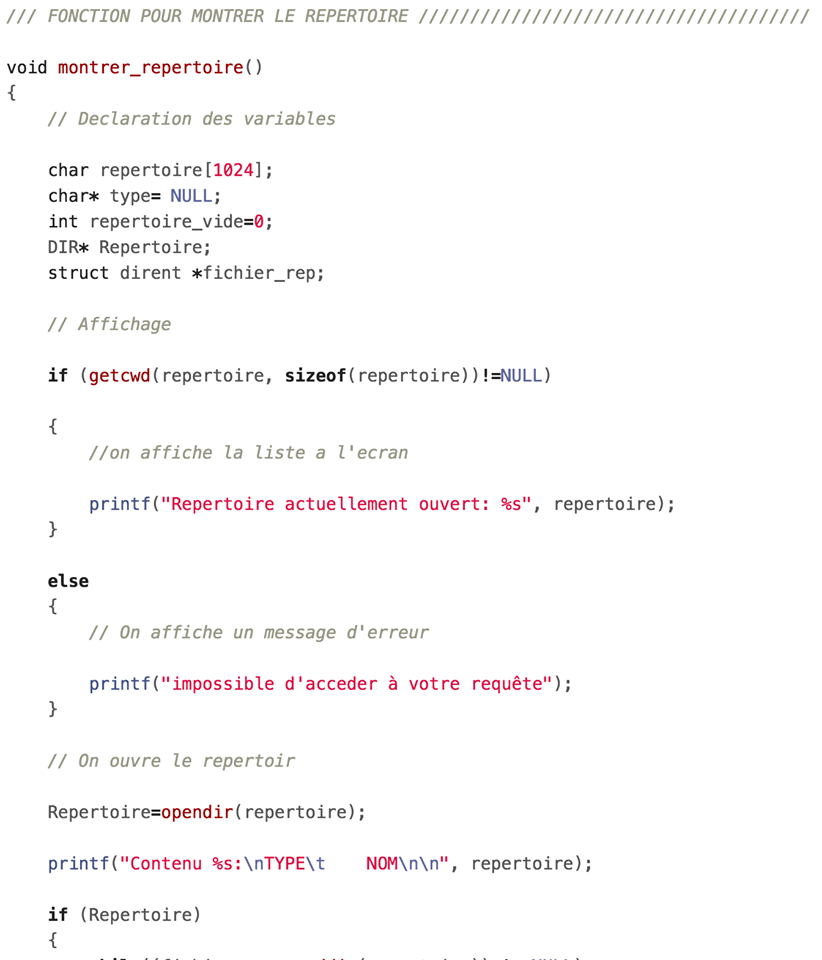 /// FONCTION POUR MONTRER LE REPERTOIRE //////////////////////////////////////
void montrer_repertoire()
{
// Declaration des variables
char repertoire[1024];
char* type= NULL;
int repertoire_vide=0;
DIR* Repertoire;
struct dirent *fichier_rep;
// Affichage
if (getcwd(repertoire, sizeof(repertoire))!=NULL)
{
//on affiche la liste a l'ecran
printf("Repertoire actuellement ouvert: %s", repertoire);
}
else
{
// On affiche un message d'erreur
printf("impossible d'acceder à votre requête");
}
// On ouvre le repertoir
Repertoire=opendir(repertoire);
printf("Contenu %s:\nTYPE\t    NOM\n\n", repertoire);
if (Repertoire)
{